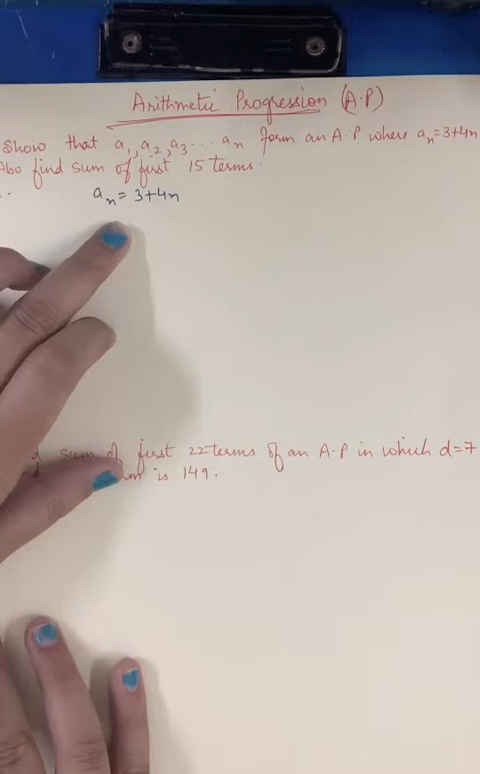 Arithmetic Progression (A.P)
Show that a₁, a₂, a₃... aₙ form an A.P where aₙ=3+4n
Also find sum of first 15 terms.
aₙ = 3+4n
sum of first 22 terms of an A.P in which d=7
is 149.